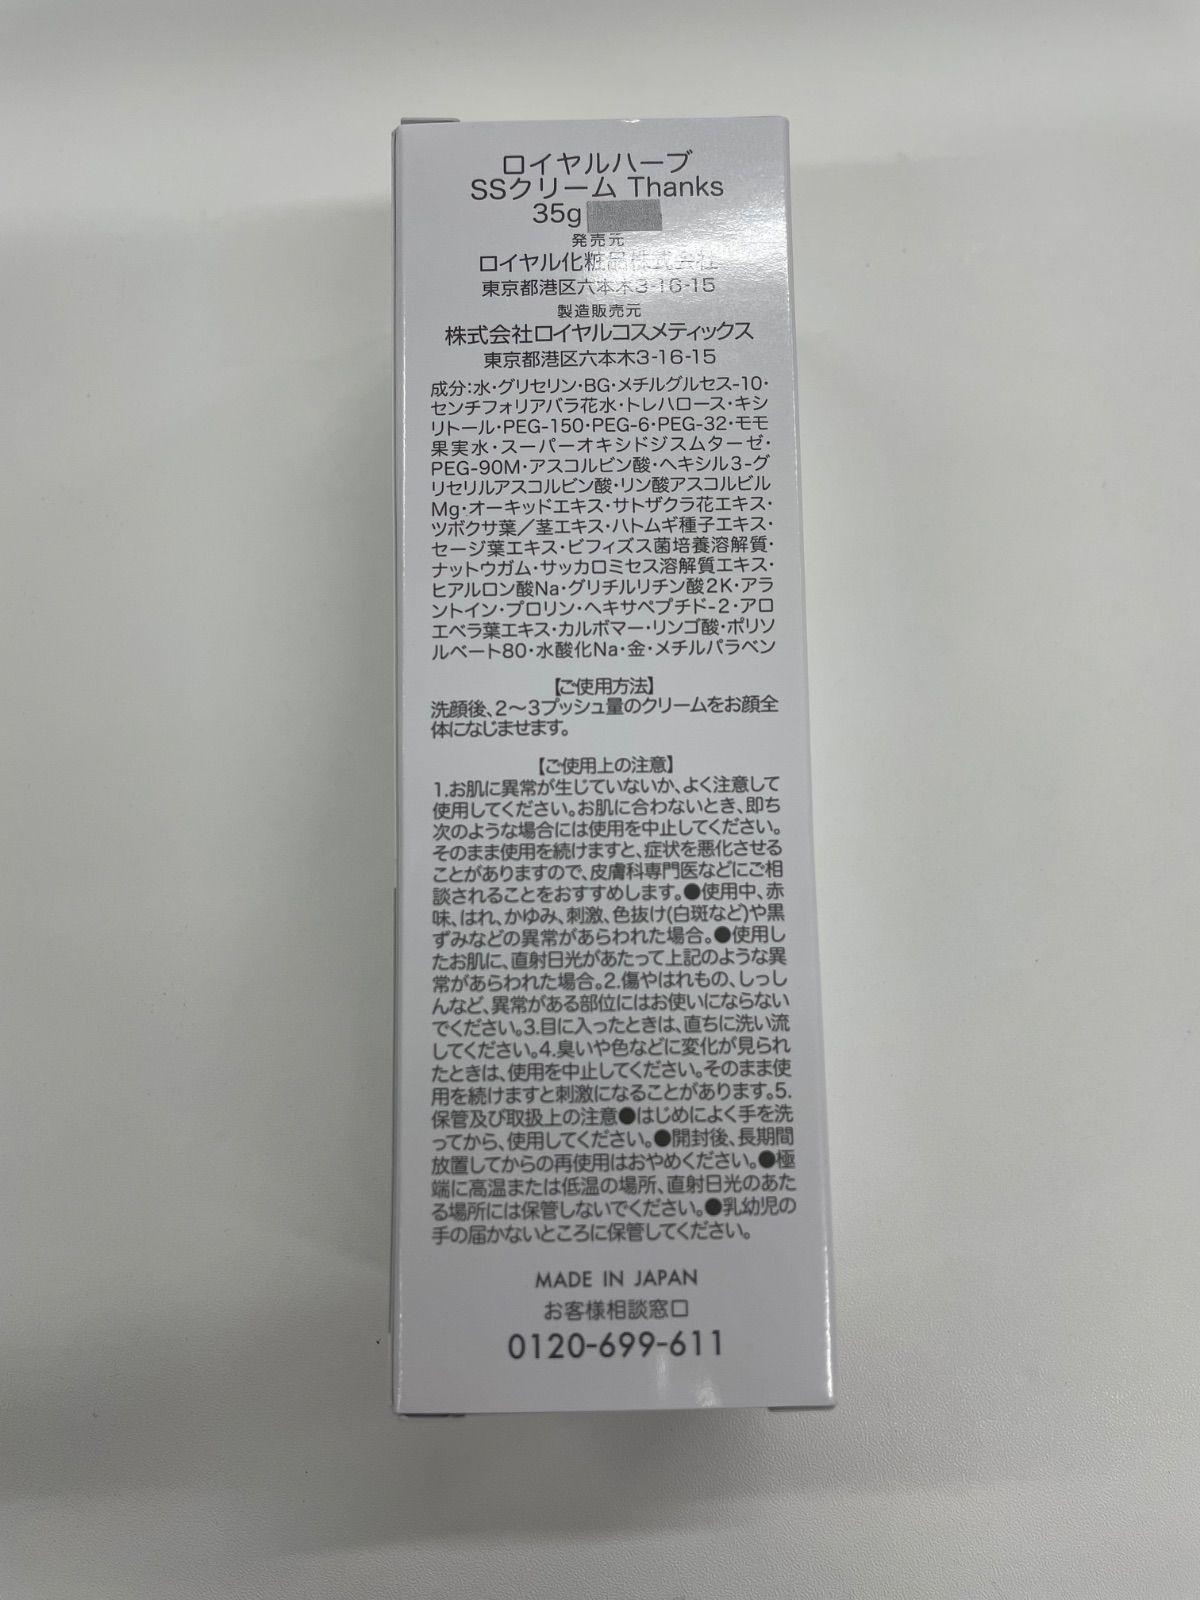 ロイヤルハーブ
SSクリーム Thanks
35g
発売元
ロイヤル化粧品株式会社
東京都港区六本木3-16-15
製造販売元
株式会社ロイヤルコスメティックス
東京都港区六本木3-16-15
成分:水・グリセリン・BG・メチルグルセス-10・
センチフォリアバラ花水・トレハロース・キシ
リトール・PEG-150・PEG-6・PEG-32・モモ
果実水・スーパーオキシドジスムターゼ・
PEG-90M・アスコルビン酸・ヘキシル3-グ
リセリルアスコルビン酸・リン酸アスコルビル
Mg・オーキッドエキス・サトザクラ花エキス・
ツボクサ葉/茎エキス・ハトムギ種子エキス・
セージ葉エキス・ビフィズス菌培養溶解質・
ナットウガム・サッカロミセス溶解質エキス・
ヒアルロン酸Na・グリチルリチン酸2K・アラ
ントイン・プロリン・ヘキサペプチド-2・アロ
エベラ葉エキス・カルボマー・リンゴ酸・ポリソ
ルベート80・水酸化Na・金・メチルパラベン
【ご使用方法】
洗顔後、2〜3プッシュ量のクリームをお顔全
体になじませます。
【ご使用上の注意】
1.お肌に異常が生じていないか、よく注意して
使用してください。お肌に合わないとき、即ち
次のような場合には使用を中止してください。
そのまま使用を続けますと、症状を悪化させる
ことがありますので、皮膚科専門医などにご相
談されることをおすすめします。●使用中、赤
味、はれ、かゆみ、刺激、色抜け(白斑など)や黒
ずみなどの異常があらわれた場合。●使用し
たお肌に、直射日光があたって上記のような異
常があらわれた場合。2.傷やはれもの、しっし
んなど、異常がある部位にはお使いにならない
でください。3.目に入ったときは、直ちに洗い流
してください。4.臭いや色などに変化が見られ
たときは、使用を中止してください。そのまま使
用を続けますと刺激になることがあります。5.
保管及び取扱上の注意●はじめによく手を洗
ってから、使用してください。●開封後、長期間
放置してからの再使用はおやめください。●極
端に高温または低温の場所、直射日光のあた
る場所には保管しないでください。●乳幼児の
手の届かないところに保管してください。
MADE IN JAPAN
お客様相談窓口
0120-699-611